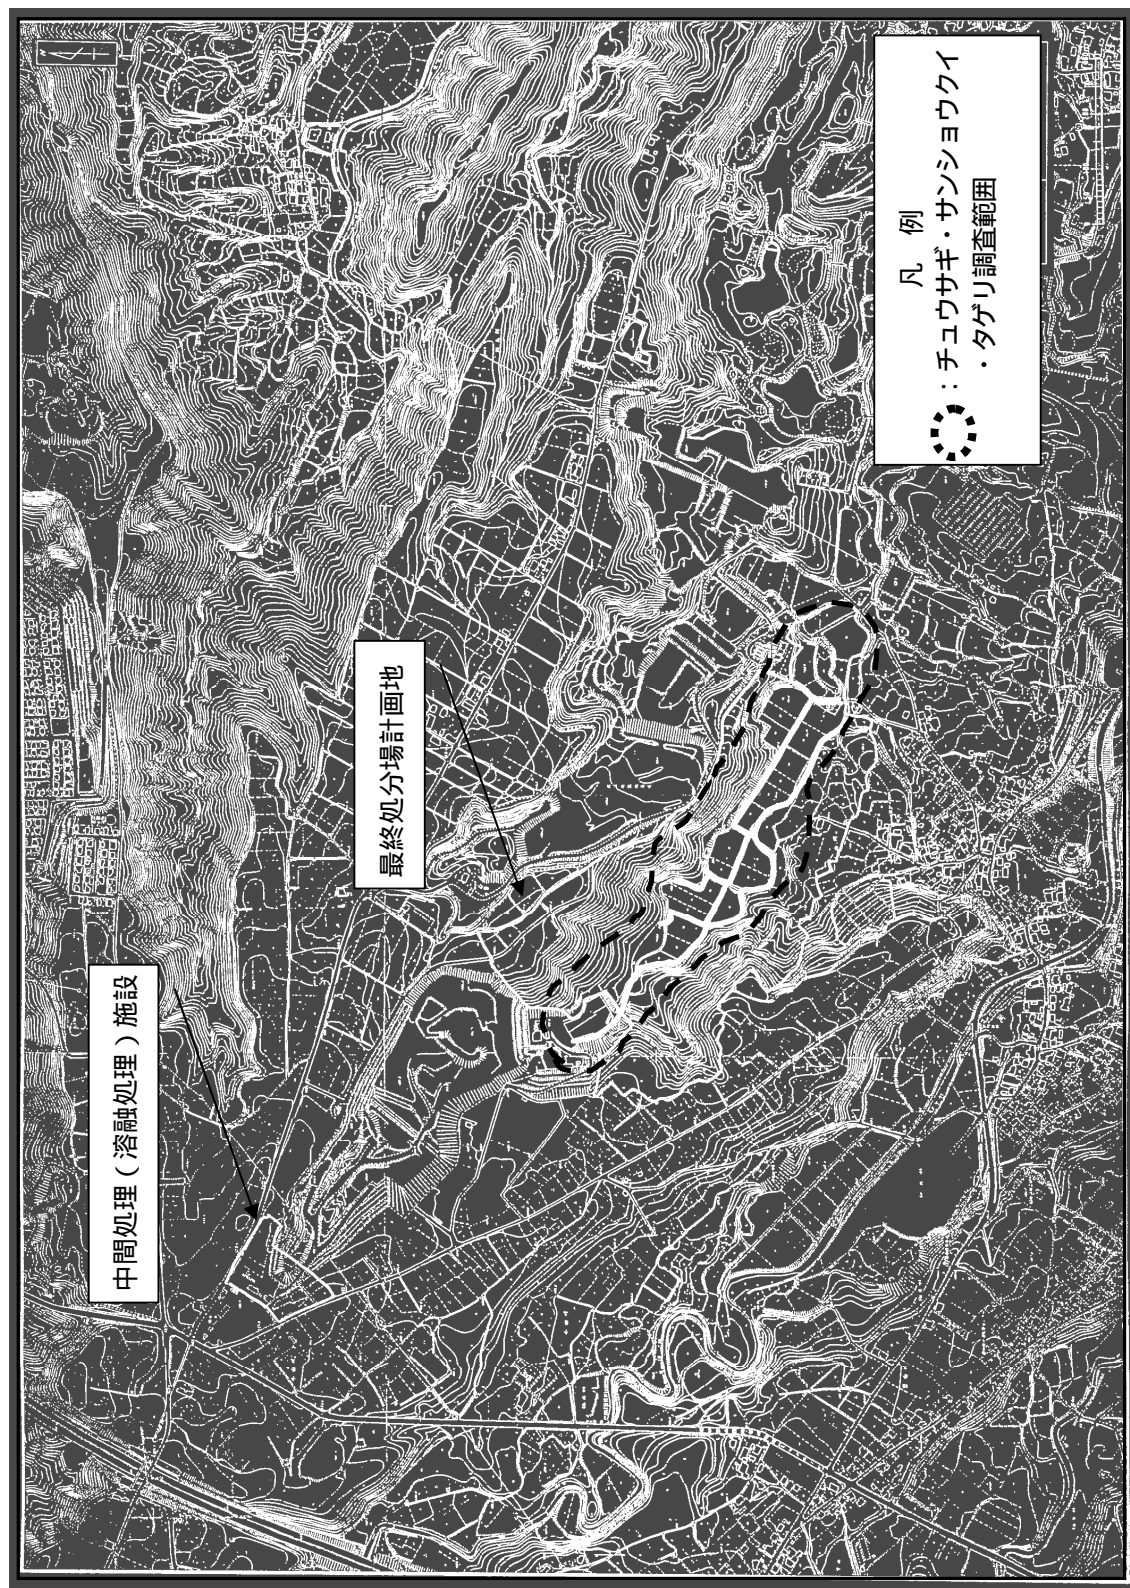 中間処理(溶融処理)施設
最終処分場計画地
凡 例
:チュウサギ・サンショウクイ
・タゲリ調査範囲